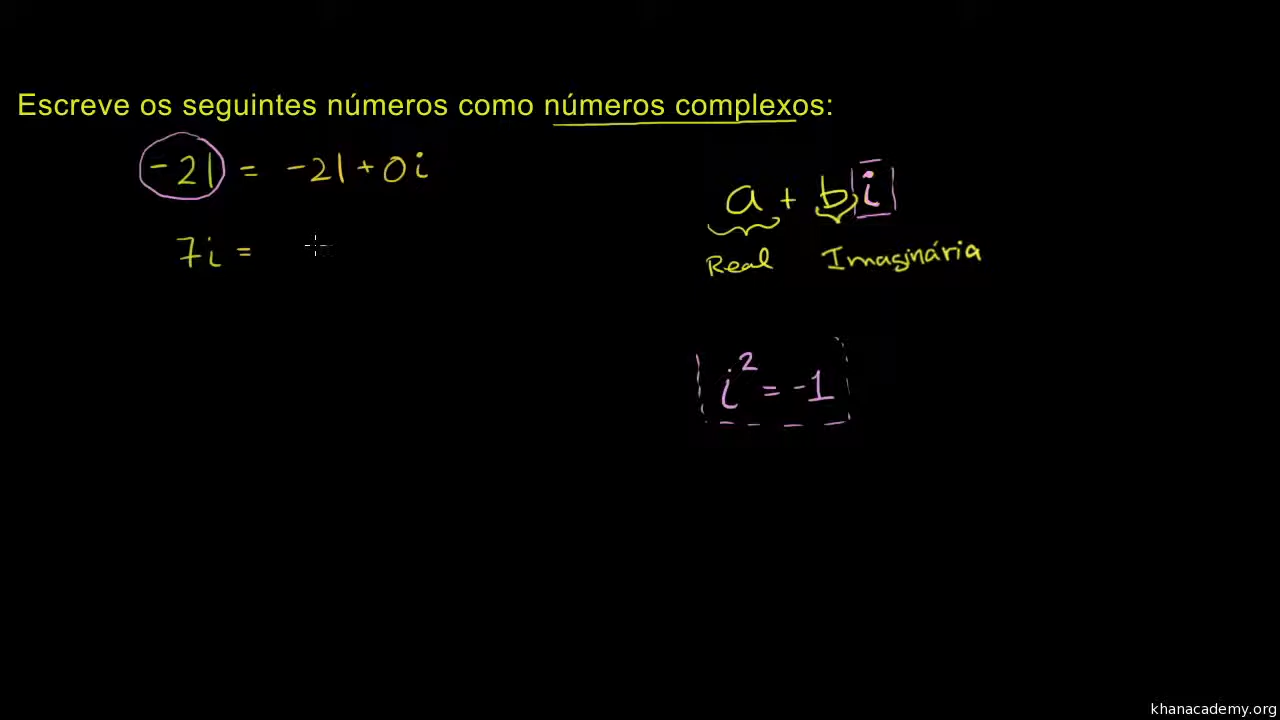 Escreve os seguintes números como números complexos:
-21 = -21 + 0i
7i =
a + bi
Real Imaginária
i² = -1
khanacademy.org